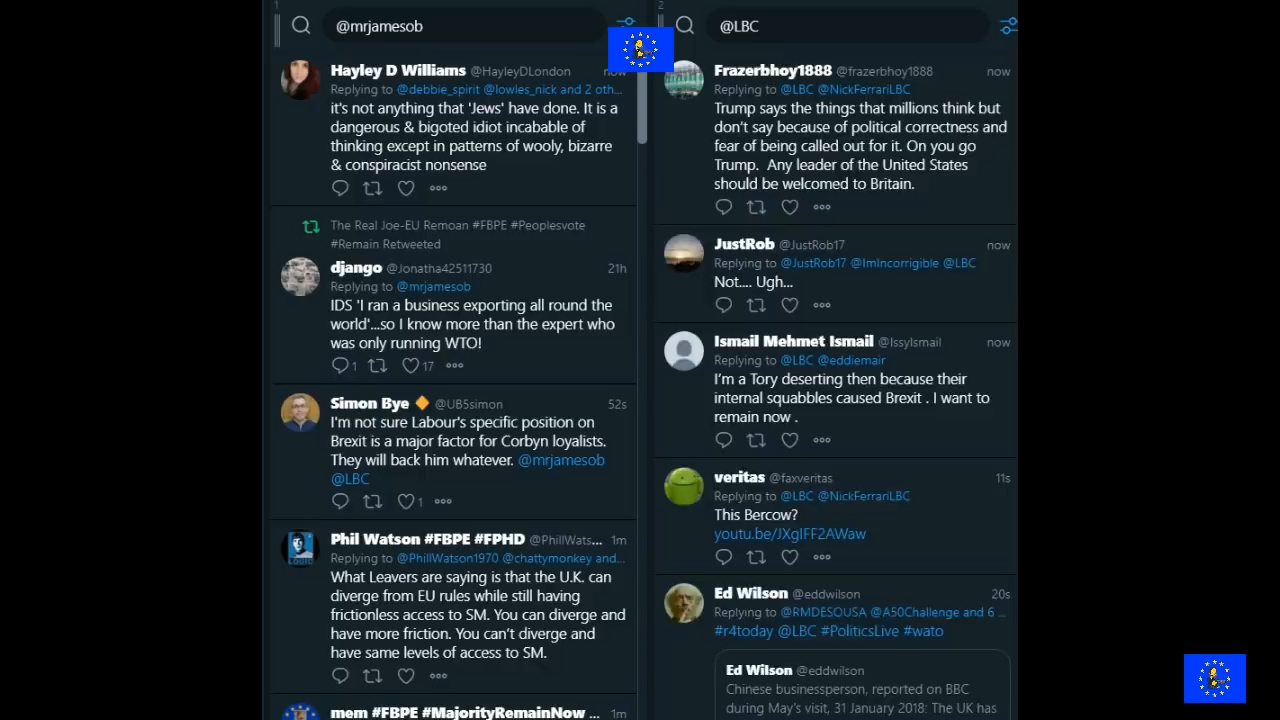 1
@mrjamesob
Hayley D Williams @HayleyDLondon now
Replying to @debbie_spirit @lowles_nick and 2 oth...
it's not anything that 'Jews' have done. It is a
dangerous & bigoted idiot incabable of
thinking except in patterns of wooly, bizarre
& conspiracist nonsense
The Real Joe-EU Remoan #FBPE #Peoplesvote
#Remain Retweeted
django @Jonatha42511730 21h
Replying to @mrjamesob
IDS 'I ran a business exporting all round the
world'...so I know more than the expert who
was only running WTO!
1 17
Simon Bye @UB5simon 52s
I'm not sure Labour's specific position on
Brexit is a major factor for Corbyn loyalists.
They will back him whatever. @mrjamesob
@LBC
1
Phil Watson #FBPE #FPHD @PhillWats... 1m
Replying to @PhillWatson1970 @chattymonkey and...
What Leavers are saying is that the U.K. can
diverge from EU rules while still having
frictionless access to SM. You can diverge and
have more friction. You can't diverge and
have same levels of access to SM.
mem #FBPE #MajorityRemainNow ... 1m
2
@LBC
Frazerbhoy1888 @frazerbhoy1888 now
Replying to @LBC @NickFerrariLBC
Trump says the things that millions think but
don't say because of political correctness and
fear of being called out for it. On you go
Trump. Any leader of the United States
should be welcomed to Britain.
JustRob @JustRob17 now
Replying to @JustRob17 @ImIncorrigible @LBC
Not.... Ugh...
Ismail Mehmet Ismail @IssyIsmail now
Replying to @LBC @eddiemair
I'm a Tory deserting then because their
internal squabbles caused Brexit . I want to
remain now .
veritas @faxveritas 11s
Replying to @LBC @NickFerrariLBC
This Bercow?
youtu.be/JXgIFF2AWaw
Ed Wilson @eddwilson 20s
Replying to @RMDESOUSA @A50Challenge and 6 ...
#r4today @LBC #PoliticsLive #wato
Ed Wilson @eddwilson
Chinese businessperson, reported on BBC
during May's visit, 31 January 2018: The UK has